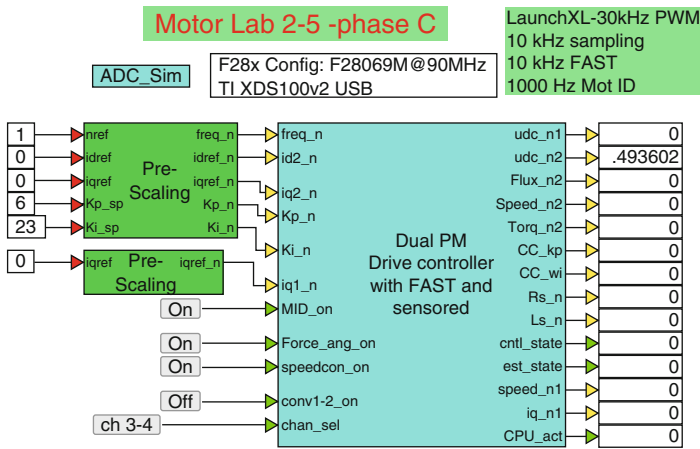 Motor Lab 2-5 -phase C
LaunchXL-30kHz PWM
10 kHz sampling
10 kHz FAST
1000 Hz Mot ID
ADC_Sim
F28x Config: F28069M@90MHz
TI XDS100v2 USB
1
0
0
6
23
0
nref
idref
iqref
Kp_sp
Ki_sp
Pre-
Scaling
freq_n
idref_n
iqref_n
Kp_n
Ki_n
iqref
Pre-
Scaling
iqref_n
On
On
On
Off
ch 3-4
freq_n
id2_n
iq2_n
Kp_n
Ki_n
iq1_n
MID_on
Force_ang_on
speedcon_on
conv1-2_on
chan_sel
Dual PM
Drive controller
with FAST and
sensored
udc_n1
udc_n2
Flux_n2
Speed_n2
Torq_n2
CC_kp
CC_wi
Rs_n
Ls_n
cntl_state
est_state
speed_n1
iq_n1
CPU_act
0
.493602
0
0
0
0
0
0
0
0
0
0
0
0